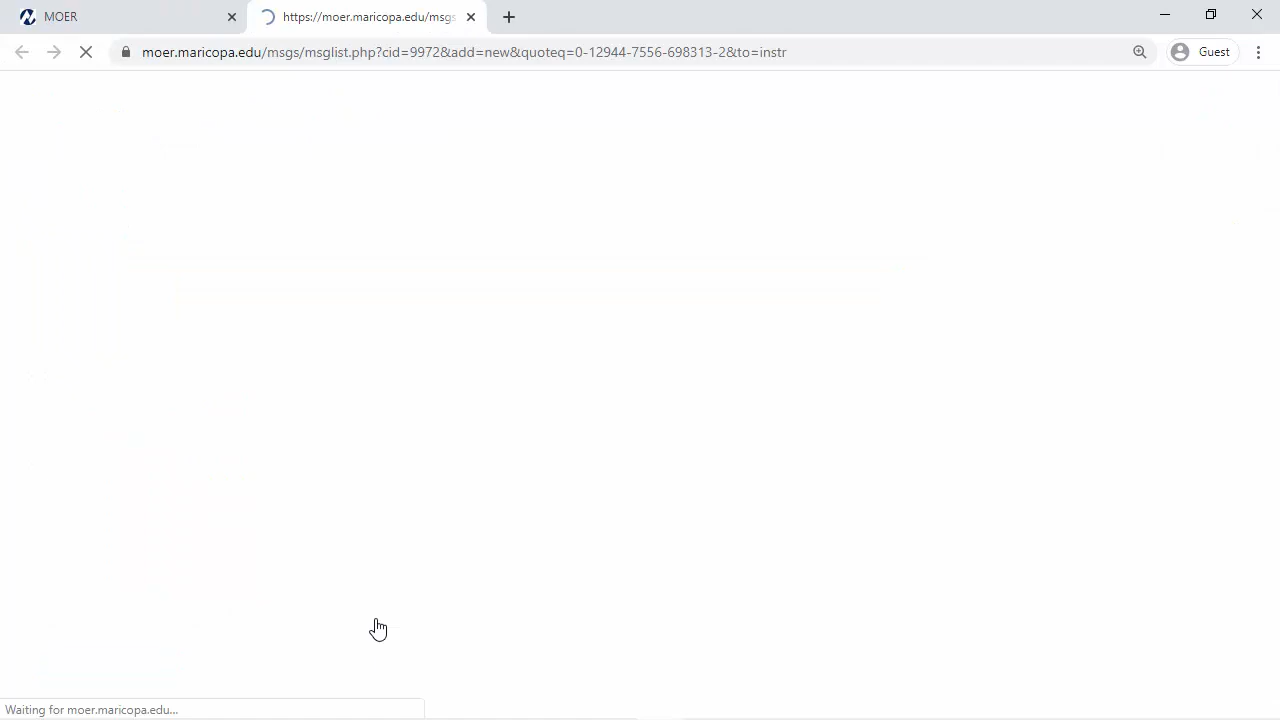 MOER
https://moer.maricopa.edu/msgs
moer.maricopa.edu/msgs/msglist.php?cid=9972&add=new&quoteq=0-12944-7556-698313-2&to=instr
Guest
Waiting for moer.maricopa.edu...